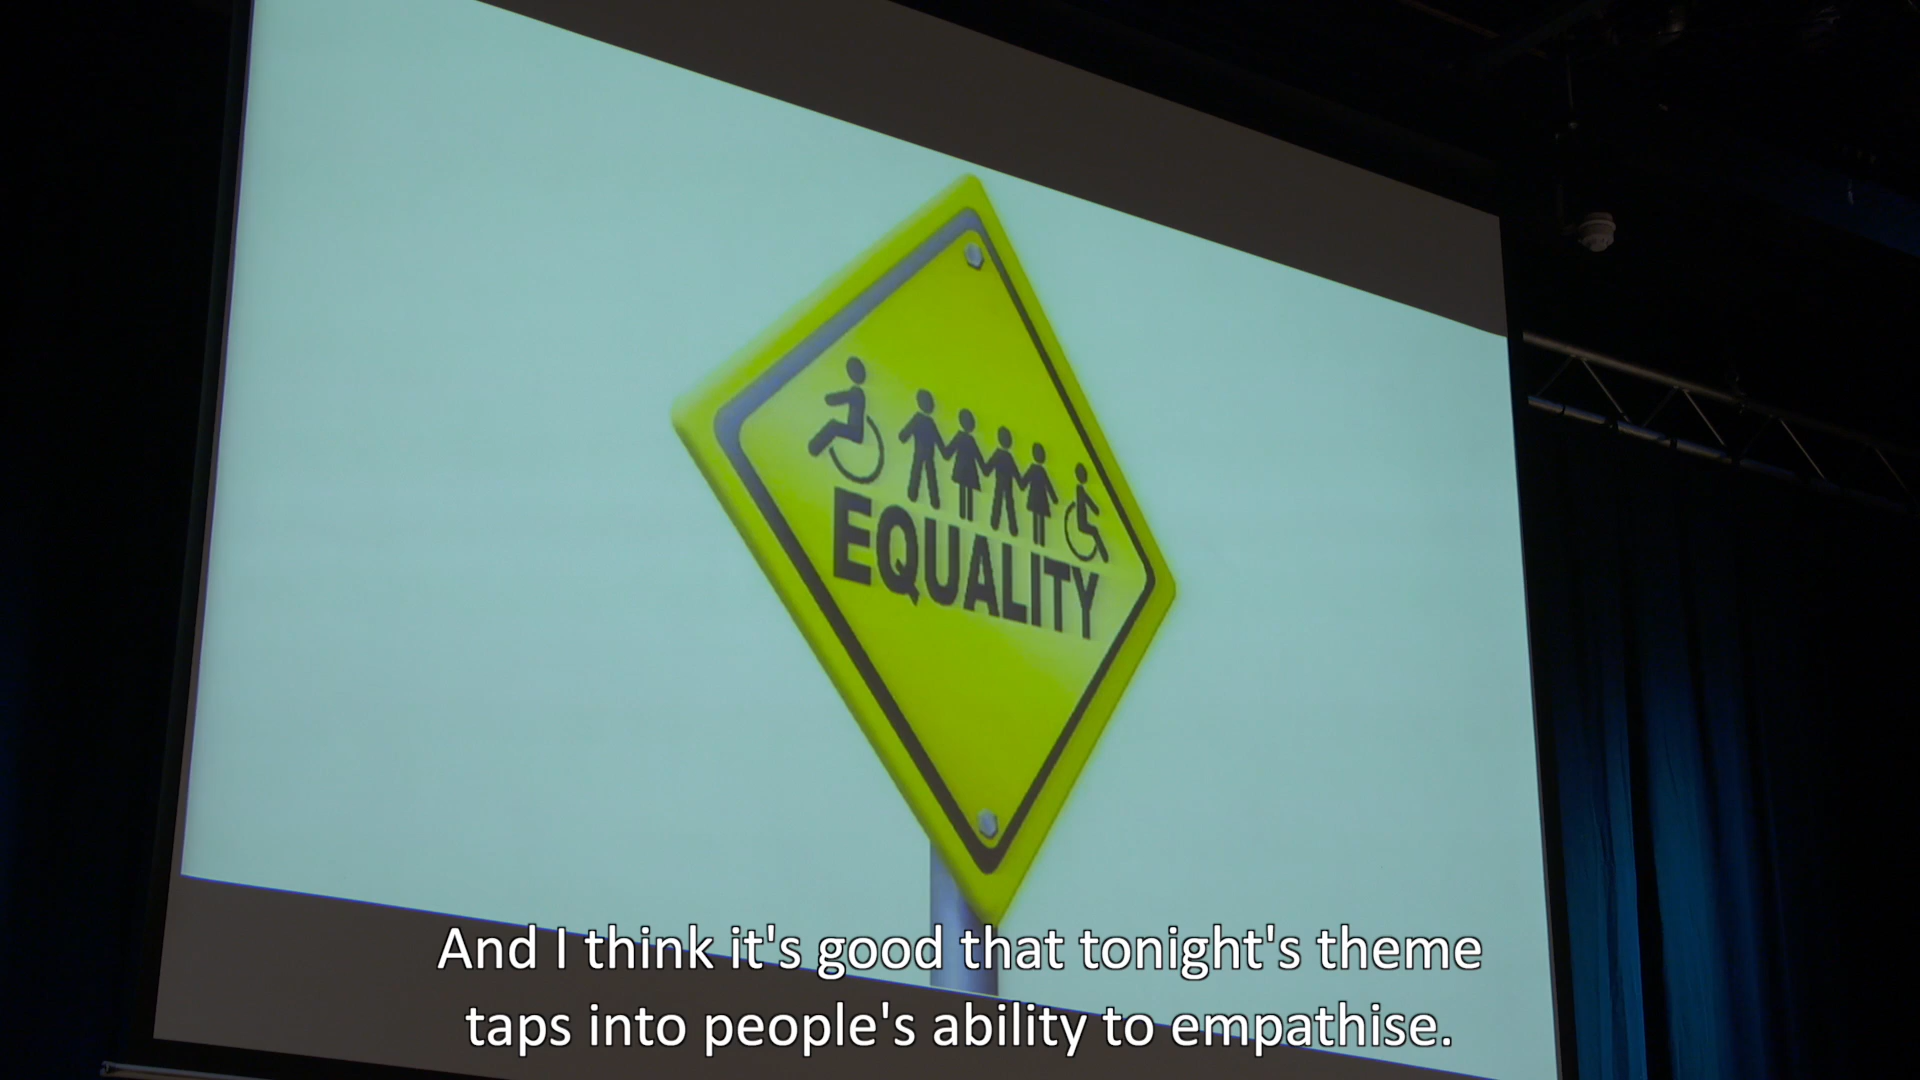 EQUALITY
And I think it's good that tonight's theme
taps into people's ability to empathise.